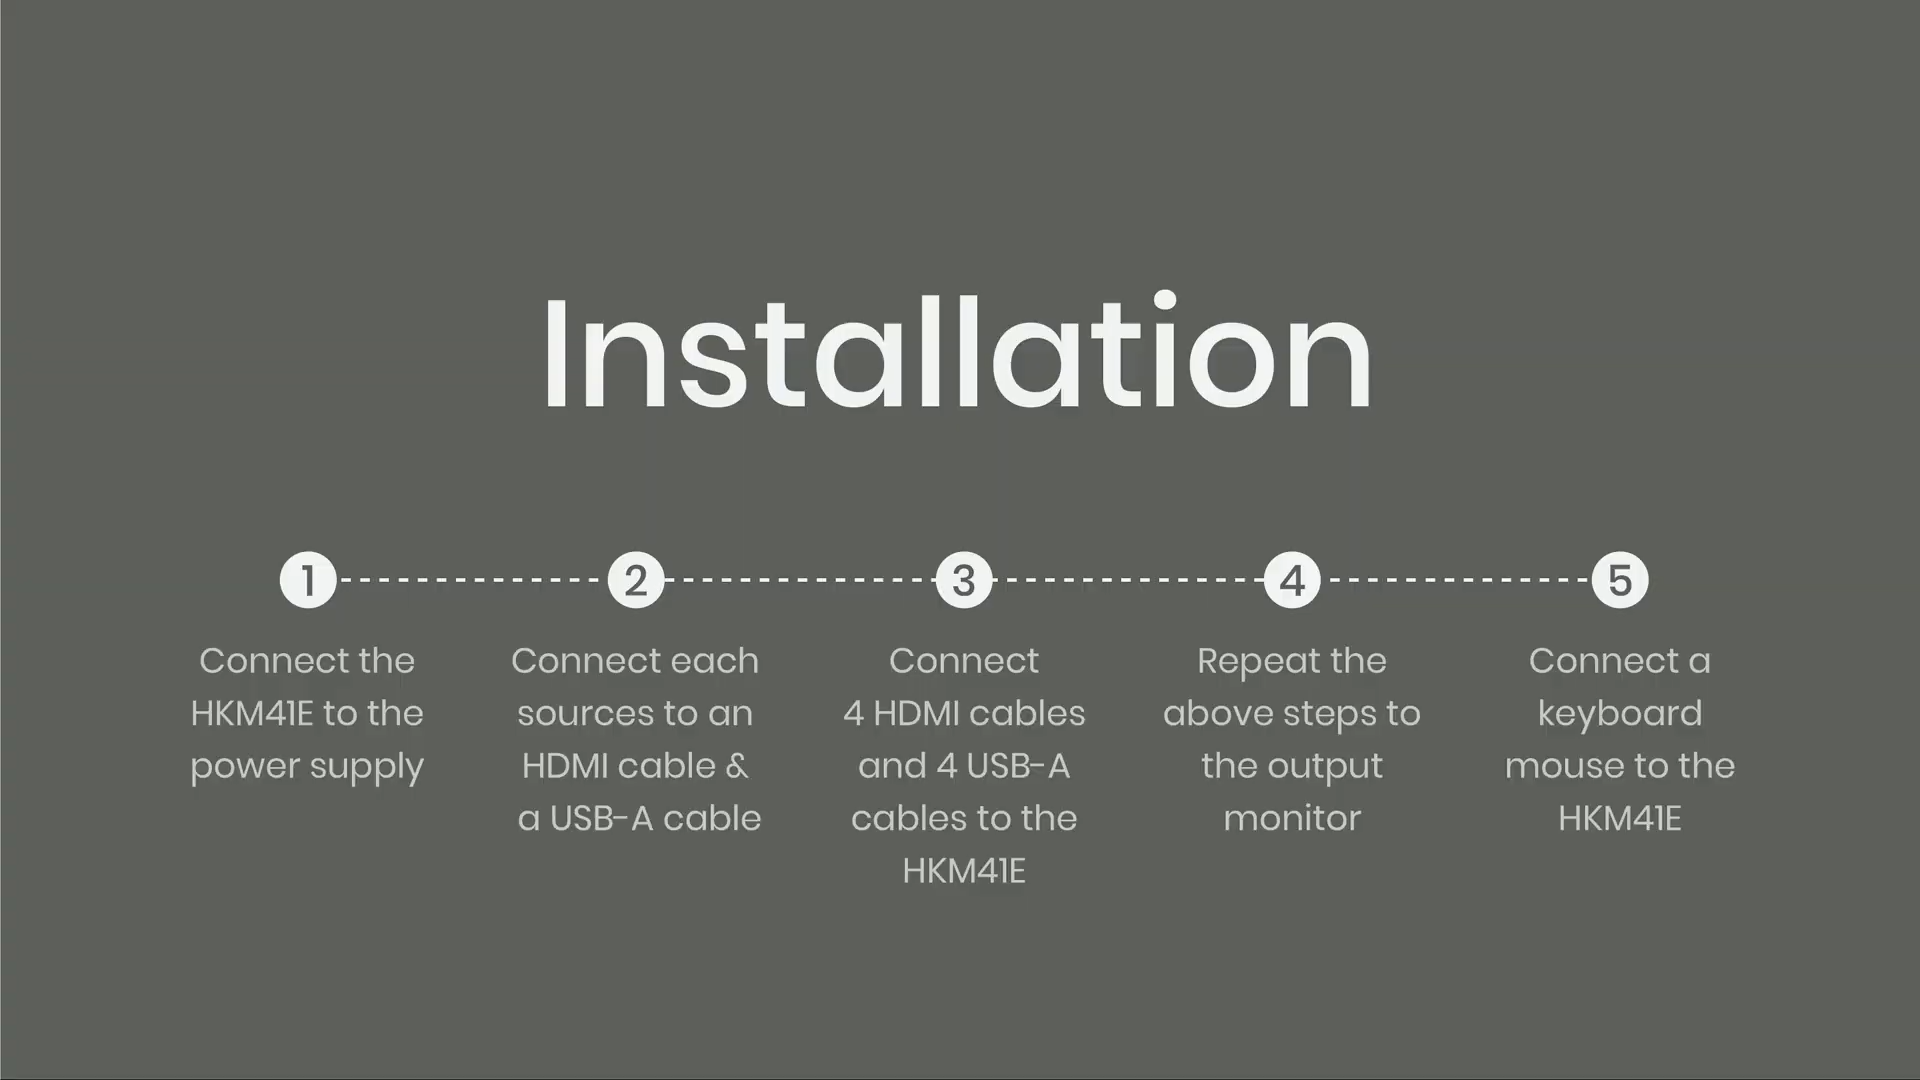 Installation
1
Connect the
HKM41E to the
power supply
2
Connect each
sources to an
HDMI cable &
a USB-A cable
3
Connect
4 HDMI cables
and 4 USB-A
cables to the
HKM41E
4
Repeat the
above steps to
the output
monitor
5
Connect a
keyboard
mouse to the
HKM41E